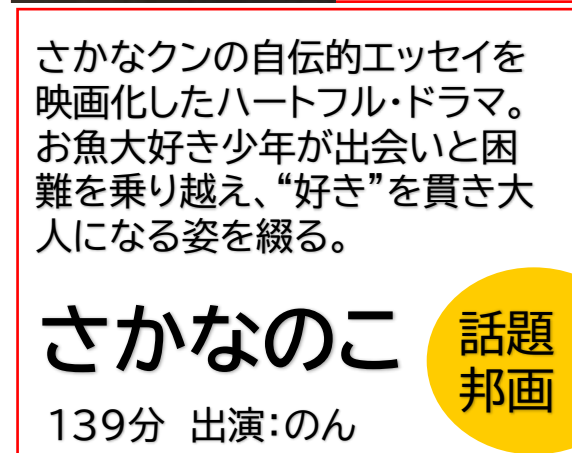 さかなクンの自伝的エッセイを
映画化したハートフル・ドラマ。
お魚大好き少年が出会いと困
難を乗り越え、“好き”を貫き大
人になる姿を綴る。
さかなのこ
139分 出演:のん
話題
邦画